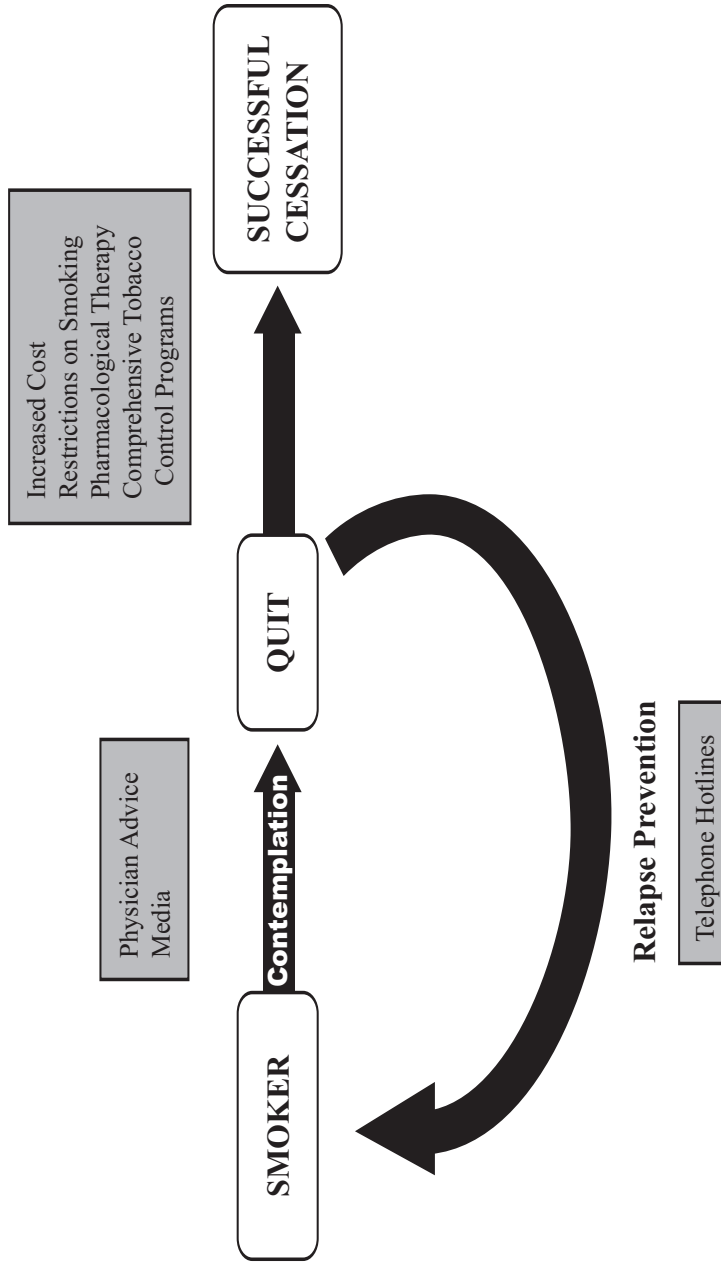 Physician Advice
Media
Increased Cost
Restrictions on Smoking
Pharmacological Therapy
Comprehensive Tobacco
Control Programs
SMOKER
Contemplation
QUIT
SUCCESSFUL
CESSATION
Relapse Prevention
Telephone Hotlines